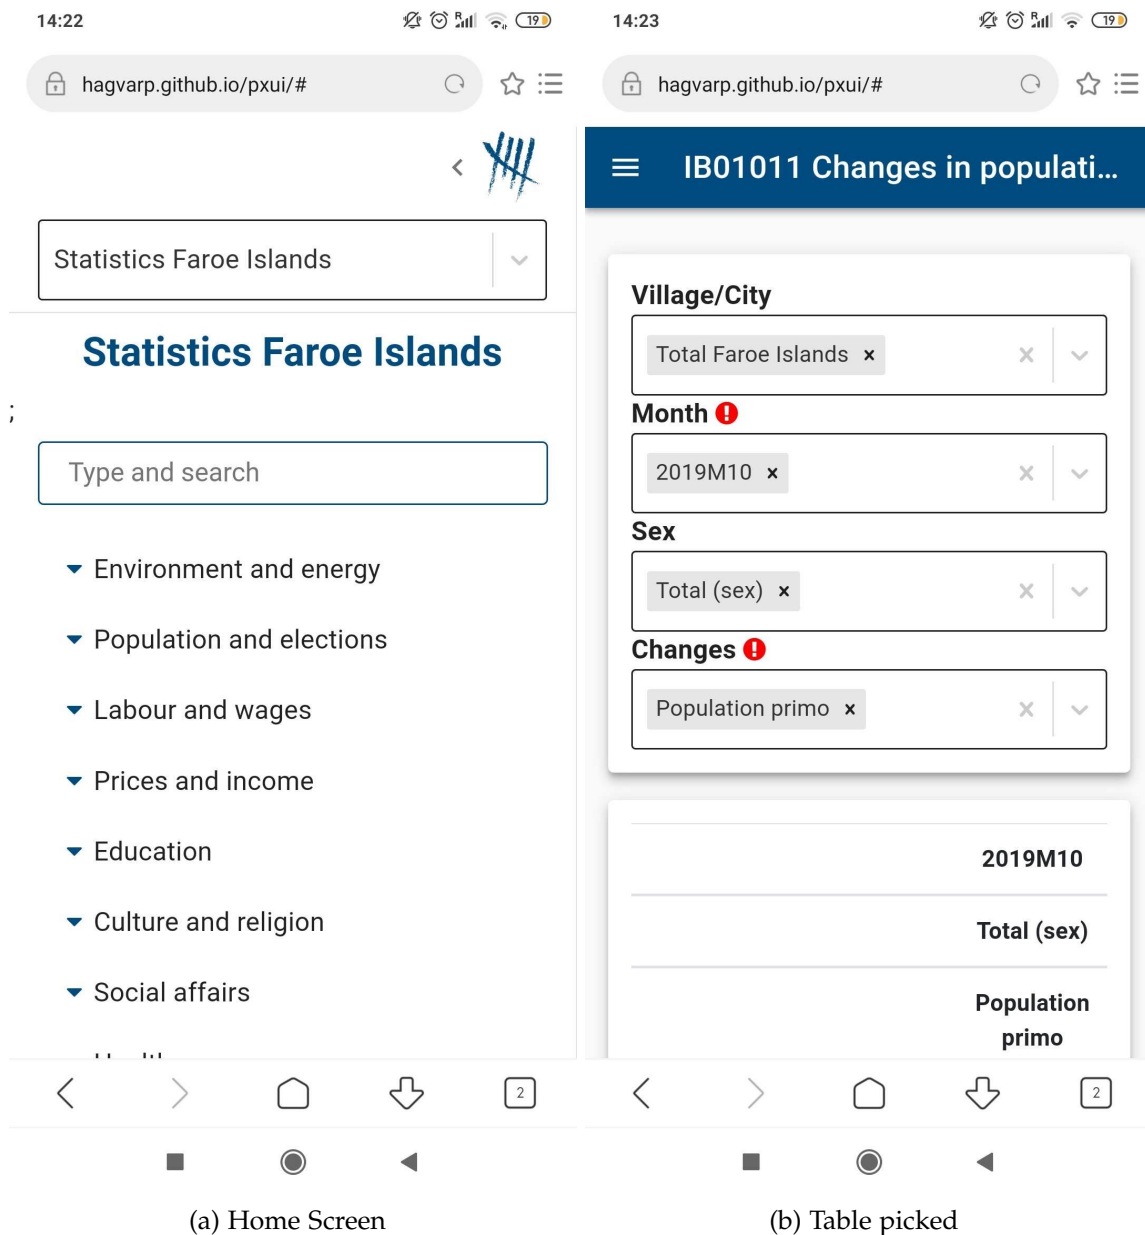 14:22
19
hagvarp.github.io/pxui/#
Statistics Faroe Islands
Statistics Faroe Islands
;
Type and search
Environment and energy
Population and elections
Labour and wages
Prices and income
Education
Culture and religion
Social affairs
2
(a) Home Screen
14:23
19
hagvarp.github.io/pxui/#
IB01011 Changes in populati...
Village/City
Total Faroe Islands ×
Month
2019M10 ×
Sex
Total (sex) ×
Changes
Population primo ×
2019M10
Total (sex)
Population
primo
2
(b) Table picked